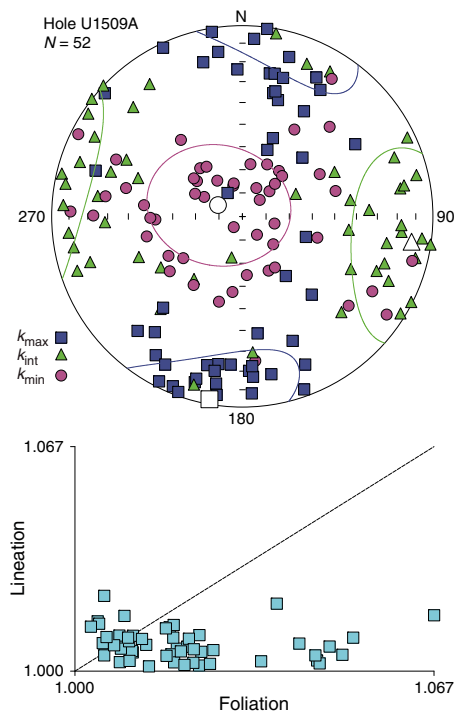 Hole U1509A
N = 52
N
270
90
180
kmax
kint
kmin
1.067
Lineation
1.000
1.000
1.067
Foliation